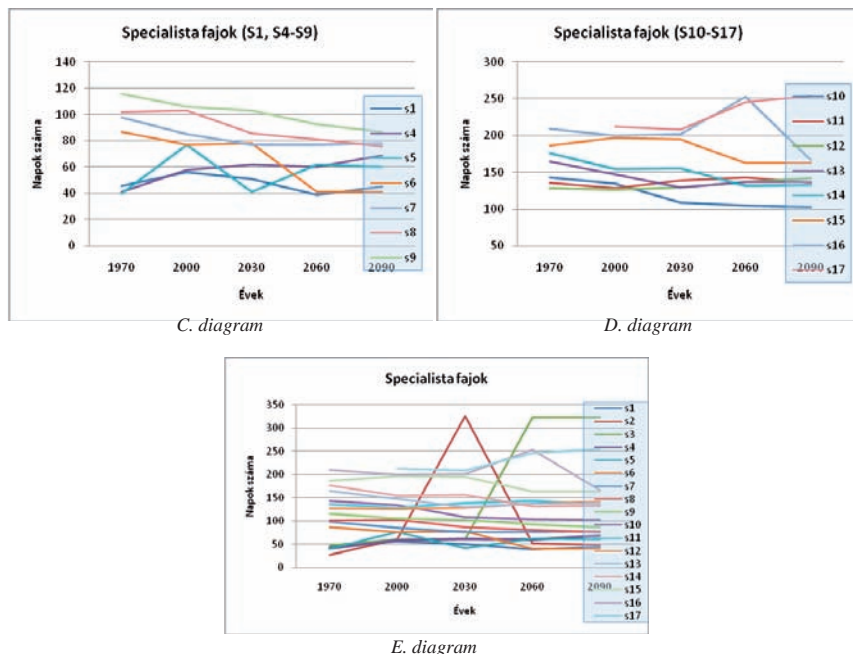 Specialista fajok (S1, S4-S9)
Napok száma
140
120
100
80
60
40
20
0
1970 2000 2030 2060 2090
Évek
s1
s4
s5
s6
s7
s8
s9
C. diagram
Specialista fajok (S10-S17)
Napok száma
300
250
200
150
100
50
1970 2000 2030 2060 2090
Évek
s10
s11
s12
s13
s14
s15
s16
s17
D. diagram
Specialista fajok
Napok száma
350
300
250
200
150
100
50
0
1970 2000 2030 2060 2090
Évek
s1
s2
s3
s4
s5
s6
s7
s8
s9
s10
s11
s12
s13
s14
s15
s16
s17
E. diagram